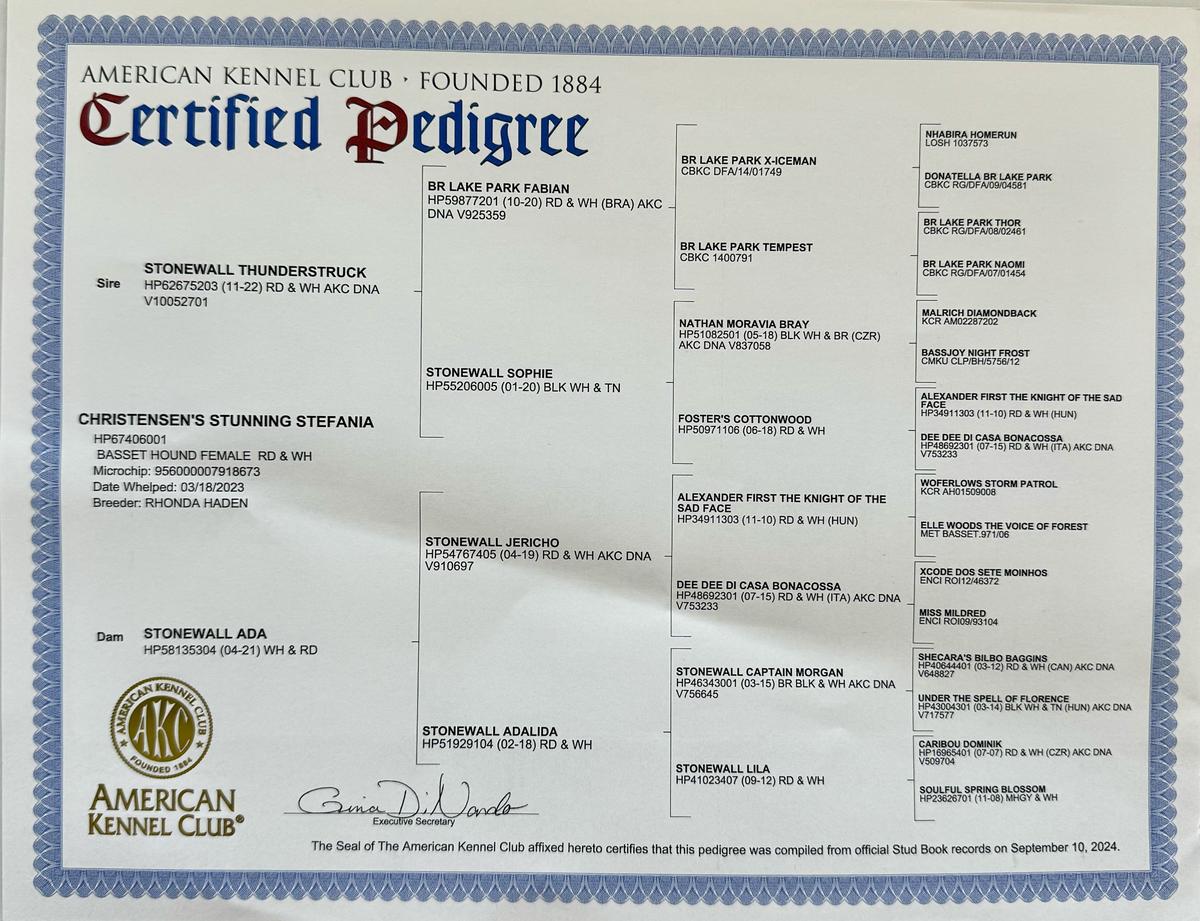 AMERICAN KENNEL CLUB · FOUNDED 1884
Certified Pedigree
Sire
STONEWALL THUNDERSTRUCK
HP62675203 (11-22) RD & WH AKC DNA
V10052701
CHRISTENSEN'S STUNNING STEFANIA
HP67406001
BASSET HOUND FEMALE RD & WH
Microchip: 956000007918673
Date Whelped: 03/18/2023
Breeder: RHONDA HADEN
Dam
STONEWALL ADA
HP58135304 (04-21) WH & RD
BR LAKE PARK FABIAN
HP59877201 (10-20) RD & WH (BRA) AKC
DNA V925359
STONEWALL SOPHIE
HP55206005 (01-20) BLK WH & TN
STONEWALL JERICHO
HP54767405 (04-19) RD & WH AKC DNA
V910697
STONEWALL ADALIDA
HP51929104 (02-18) RD & WH
BR LAKE PARK X-ICEMAN
CBKC DFA/14/01749
BR LAKE PARK TEMPEST
CBKC 1400791
NATHAN MORAVIA BRAY
HP51082501 (05-18) BLK WH & BR (CZR)
AKC DNA V837058
FOSTER'S COTTONWOOD
HP50971106 (06-18) RD & WH
ALEXANDER FIRST THE KNIGHT OF THE
SAD FACE
HP34911303 (11-10) RD & WH (HUN)
DEE DEE DI CASA BONACOSSA
HP48692301 (07-15) RD & WH (ITA) AKC DNA
V753233
STONEWALL CAPTAIN MORGAN
HP46343001 (03-15) BR BLK & WH AKC DNA
V756645
STONEWALL LILA
HP41023407 (09-12) RD & WH
NHABIRA HOMERUN
LOSH 1037573
DONATELLA BR LAKE PARK
CBKC RG/DFA/09/04581
BR LAKE PARK THOR
CBKC RG/DFA/08/02461
BR LAKE PARK NAOMI
CBKC RG/DFA/07/01454
MALRICH DIAMONDBACK
KCR AM02287202
BASSJOY NIGHT FROST
CMKU CLP/BH/5756/12
ALEXANDER FIRST THE KNIGHT OF THE SAD
FACE
HP34911303 (11-10) RD & WH (HUN)
DEE DEE DI CASA BONACOSSA
HP48692301 (07-15) RD & WH (ITA) AKC DNA
V753233
WOFERLOWS STORM PATROL
KCR AH01509008
ELLE WOODS THE VOICE OF FOREST
MET BASSET.971/06
XCODE DOS SETE MOINHOS
ENCI ROI12/46372
MISS MILDRED
ENCI ROI09/93104
SHECARA'S BILBO BAGGINS
HP40644401 (03-12) RD & WH (CAN) AKC DNA
V648827
UNDER THE SPELL OF FLORENCE
HP43004301 (03-14) BLK WH & TN (HUN) AKC DNA
V717577
CARIBOU DOMINIK
HP16965401 (07-07) RD & WH (CZR) AKC DNA
V509704
SOULFUL SPRING BLOSSOM
HP23626701 (11-08) MHGY & WH
AMERICAN KENNEL CLUB
AKC
FOUNDED 1884
AMERICAN
KENNEL CLUB®
Gina DiNardo
Executive Secretary
The Seal of The American Kennel Club affixed hereto certifies that this pedigree was compiled from official Stud Book records on September 10, 2024.